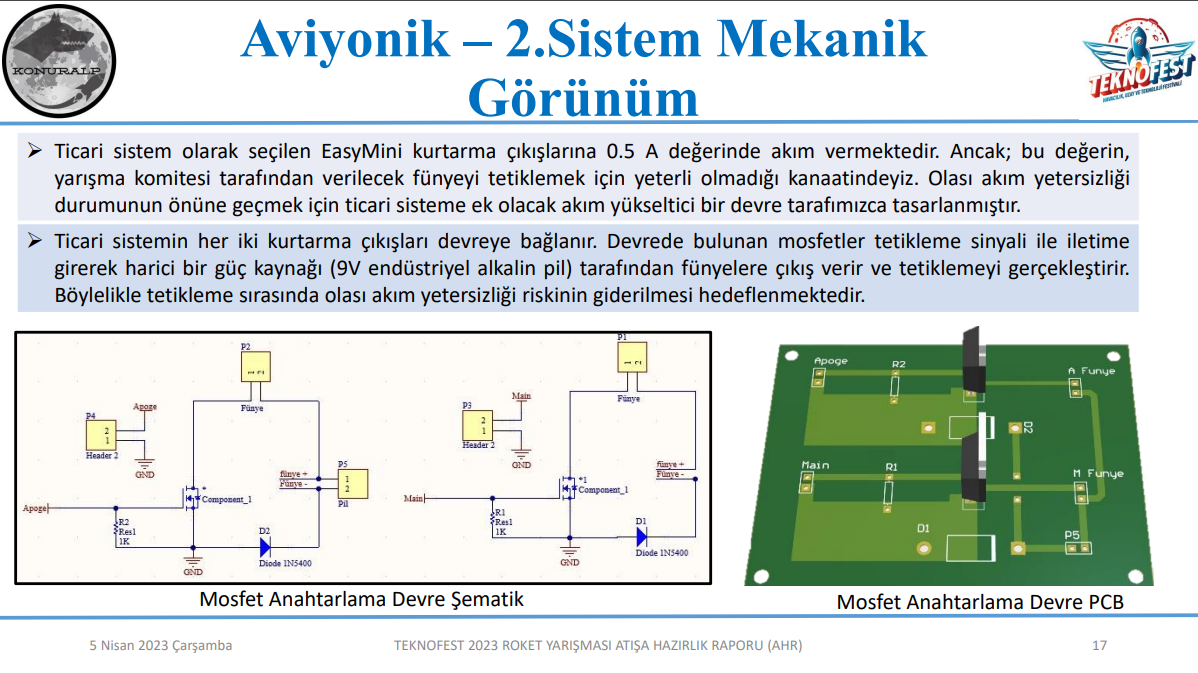 KONURALP
Aviyonik – 2.Sistem Mekanik
Görünüm
TEKNOFEST
HAVACILIK, UZAY VE TEKNOLOJİ FESTİVALİ
➢ Ticari sistem olarak seçilen EasyMini kurtarma çıkışlarına 0.5 A değerinde akım vermektedir. Ancak; bu değerin,
yarışma komitesi tarafından verilecek fünyeyi tetiklemek için yeterli olmadığı kanaatindeyiz. Olası akım yetersizliği
durumunun önüne geçmek için ticari sisteme ek olacak akım yükseltici bir devre tarafımızca tasarlanmıştır.
➢ Ticari sistemin her iki kurtarma çıkışları devreye bağlanır. Devrede bulunan mosfetler tetikleme sinyali ile iletime
girerek harici bir güç kaynağı (9V endüstriyel alkalin pil) tarafından fünyelere çıkış verir ve tetiklemeyi gerçekleştirir.
Böylelikle tetikleme sırasında olası akım yetersizliği riskinin giderilmesi hedeflenmektedir.
P2
1 2
Fünye
P4
2
1
Header 2
Apoge
GND
fünye +
Fünye -
P5
1
2
Pil
Apoge
*
Component_1
R2
Res1
1K
D2
Diode 1N5400
GND
P1
1 2
Fünye
P3
2
1
Header 2
Main
GND
fünye +
Fünye -
Main
*1
Component_1
R1
Res1
1K
D1
Diode 1N5400
GND
Apoge
R2
A Funye
D2
Main
R1
M Funye
D1
P5
Mosfet Anahtarlama Devre Şematik
Mosfet Anahtarlama Devre PCB
5 Nisan 2023 Çarşamba
TEKNOFEST 2023 ROKET YARIŞMASI ATIŞA HAZIRLIK RAPORU (AHR)
17